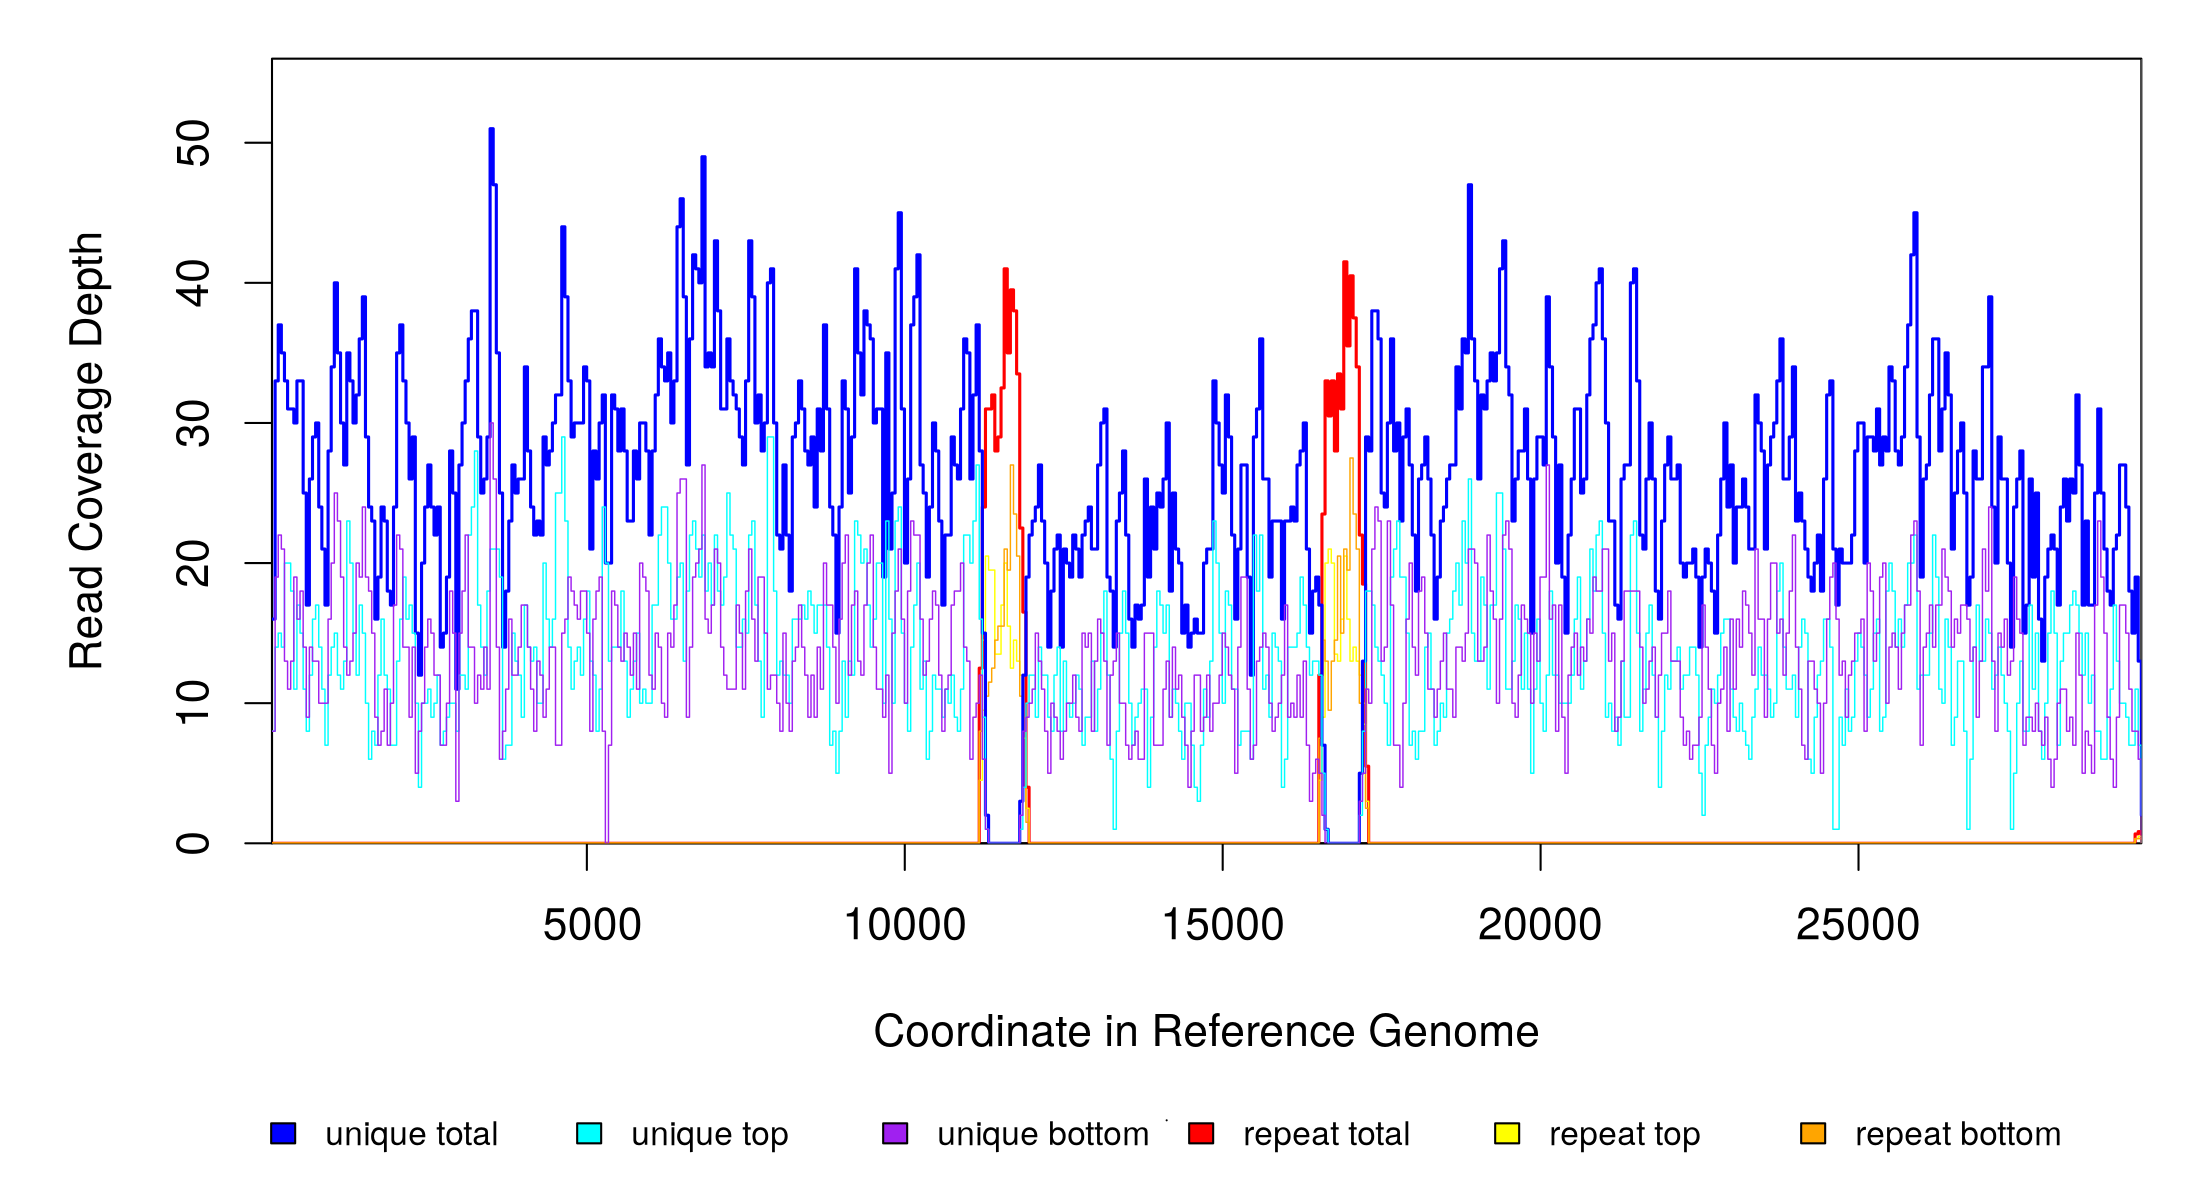 Read Coverage Depth
50
40
30
20
10
0
5000 10000 15000 20000 25000
Coordinate in Reference Genome
unique total unique top unique bottom repeat total repeat top repeat bottom